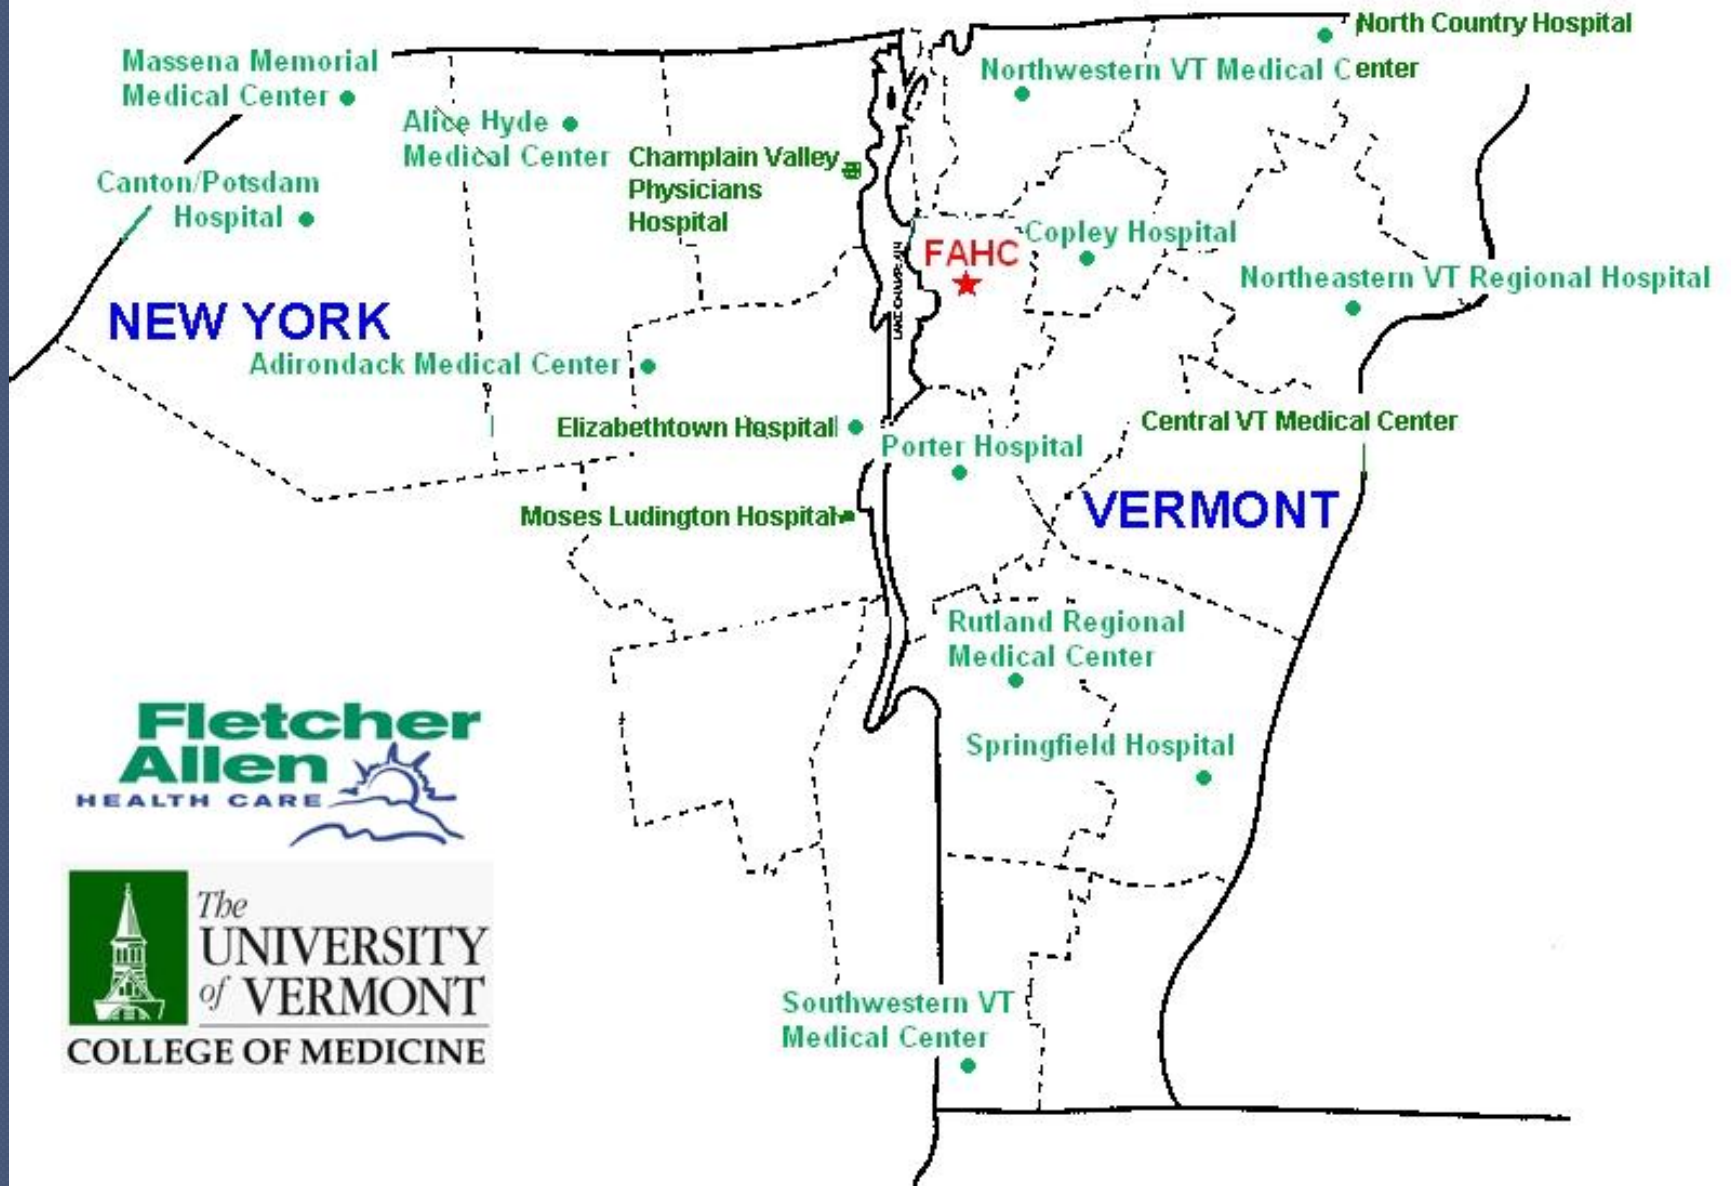 North Country Hospital
Massena Memorial
Medical Center
Northwestern VT Medical Center
Alice Hyde
Medical Center
Champlain Valley
Physicians
Hospital
Canton/Potsdam
Hospital
FAHC
Copley Hospital
Northeastern VT Regional Hospital
LAKE CHAMPLAIN
NEW YORK
Adirondack Medical Center
Elizabethtown Hospital
Central VT Medical Center
Porter Hospital
VERMONT
Moses Ludington Hospital
Rutland Regional
Medical Center
Springfield Hospital
Fletcher
Allen
HEALTH CARE
The
UNIVERSITY
of VERMONT
COLLEGE OF MEDICINE
Southwestern VT
Medical Center